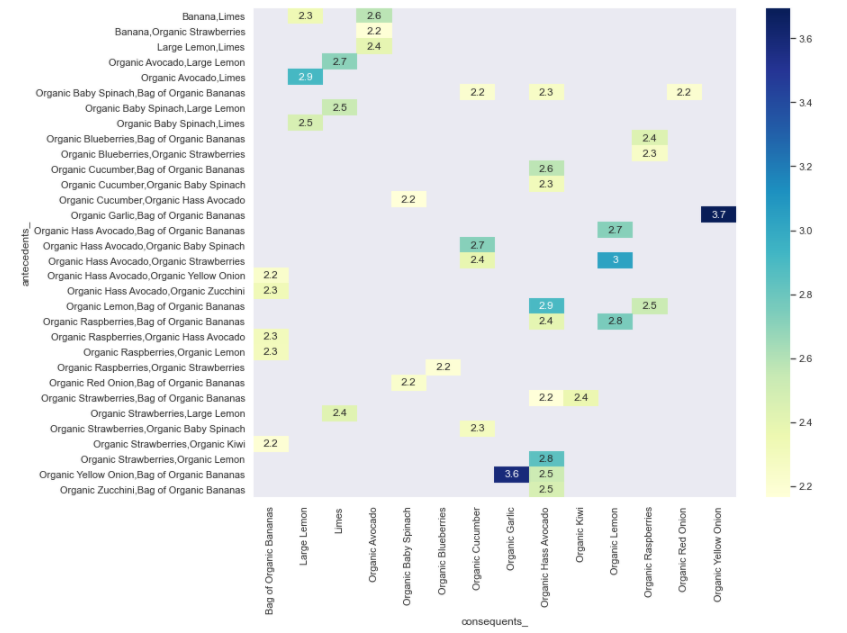 Banana,Limes 2.3 2.6
Banana,Organic Strawberries 2.2
Large Lemon,Limes 2.4
Organic Avocado,Large Lemon 2.7
Organic Avocado,Limes 2.9
Organic Baby Spinach,Bag of Organic Bananas 2.2 2.3 2.2
Organic Baby Spinach,Large Lemon 2.5
Organic Baby Spinach,Limes 2.5
Organic Blueberries,Bag of Organic Bananas 2.4
Organic Blueberries,Organic Strawberries 2.3
Organic Cucumber,Bag of Organic Bananas 2.6
Organic Cucumber,Organic Baby Spinach 2.3
Organic Cucumber,Organic Hass Avocado 2.2
Organic Garlic,Bag of Organic Bananas 3.7
Organic Hass Avocado,Bag of Organic Bananas 2.7
Organic Hass Avocado,Organic Baby Spinach 2.7
Organic Hass Avocado,Organic Strawberries 2.4 3
Organic Hass Avocado,Organic Yellow Onion 2.2
Organic Hass Avocado,Organic Zucchini 2.3
Organic Lemon,Bag of Organic Bananas 2.9 2.5
Organic Raspberries,Bag of Organic Bananas 2.4 2.8
Organic Raspberries,Organic Hass Avocado 2.3
Organic Raspberries,Organic Lemon 2.3
Organic Raspberries,Organic Strawberries 2.2
Organic Red Onion,Bag of Organic Bananas 2.2
Organic Strawberries,Bag of Organic Bananas 2.2 2.4
Organic Strawberries,Large Lemon 2.4
Organic Strawberries,Organic Baby Spinach 2.3
Organic Strawberries,Organic Kiwi 2.2
Organic Strawberries,Organic Lemon 2.8
Organic Yellow Onion,Bag of Organic Bananas 3.6 2.5
Organic Zucchini,Bag of Organic Bananas 2.5
antecedents_
Bag of Organic Bananas
Large Lemon
Limes
Organic Avocado
Organic Baby Spinach
Organic Blueberries
Organic Cucumber
Organic Garlic
Organic Hass Avocado
Organic Kiwi
Organic Lemon
Organic Raspberries
Organic Red Onion
Organic Yellow Onion
consequents_
3.6
3.4
3.2
3.0
2.8
2.6
2.4
2.2